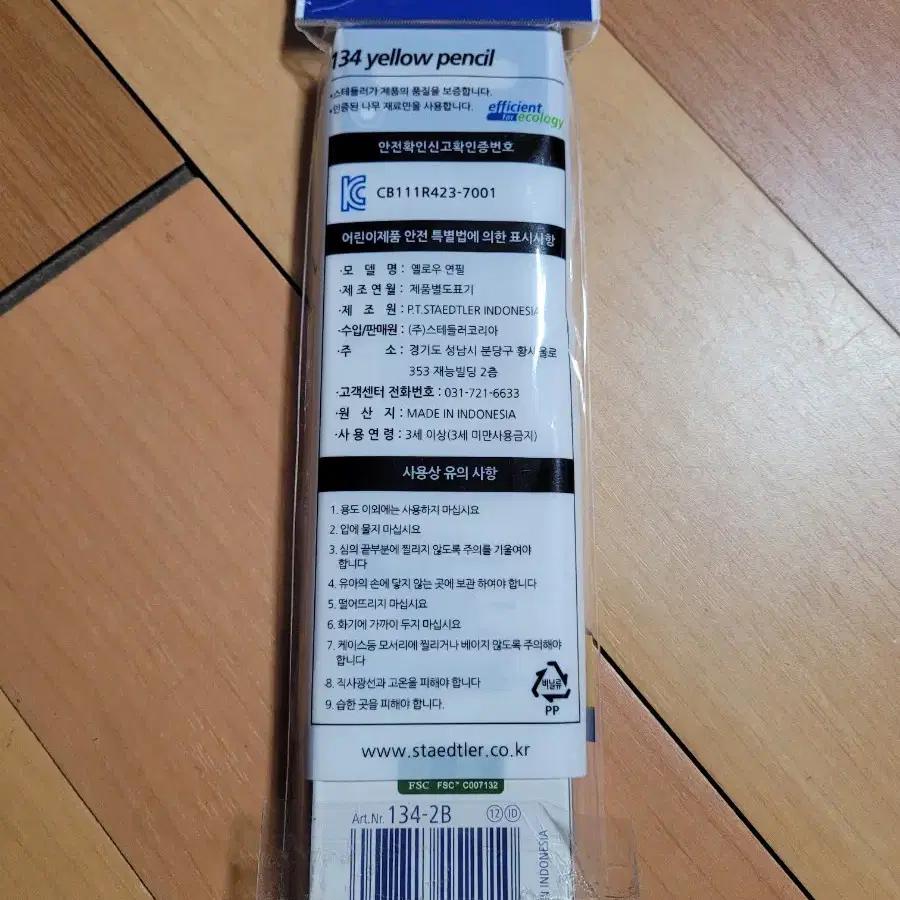 134 yellow pencil
•스테들러가 제품의 품질을 보증합니다.
•인증된 나무 재료만을 사용합니다.
efficient
for ecology
안전확인신고확인증번호
KC CB111R423-7001
어린이제품 안전 특별법에 의한 표시사항
·모 델 명 : 옐로우 연필
·제조연월 : 제품별도표기
·제 조 원 : P.T.STAEDTLER INDONESIA
·수입/판매원 : (주)스테들러코리아
·주 소 : 경기도 성남시 분당구 황새울로
353 재능빌딩 2층
·고객센터 전화번호 : 031-721-6633
·원 산 지 : MADE IN INDONESIA
·사용연령 : 3세 이상(3세 미만사용금지)
사용상 유의 사항
1. 용도 이외에는 사용하지 마십시요
2. 입에 물지 마십시요
3. 심의 끝부분에 찔리지 않도록 주의를 기울여야
합니다
4. 유아의 손에 닿지 않는 곳에 보관 하여야 합니다
5. 떨어뜨리지 마십시요
6. 화기에 가까이 두지 마십시요
7. 케이스등 모서리에 찔리거나 베이지 않도록 주의해야
합니다
8. 직사광선과 고온을 피해야 합니다
9. 습한 곳을 피해야 합니다.
비닐류
PP
www.staedtler.co.kr
FSC FSC™ C007132
Art.Nr. 134-2B
12 ID
N INDONESIA